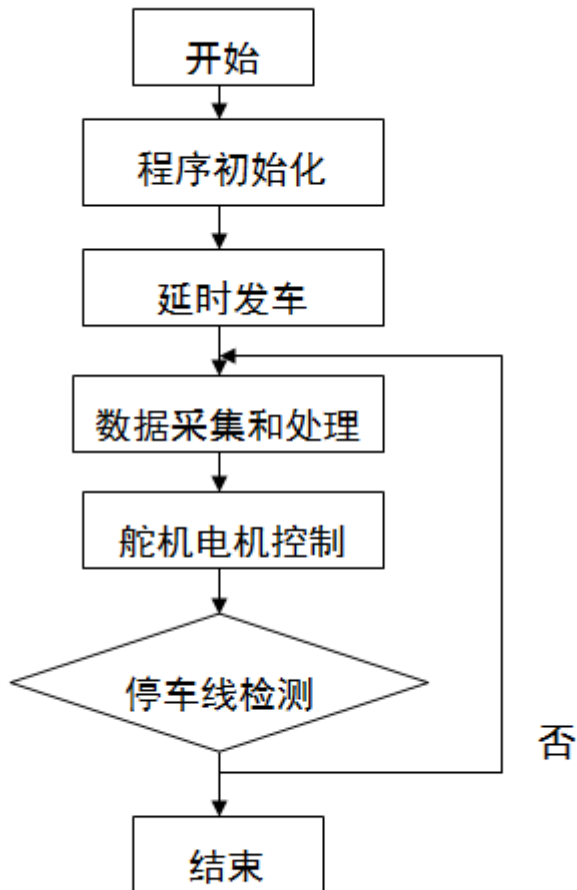 开始
程序初始化
延时发车
数据采集和处理
舵机电机控制
停车线检测
否
结束